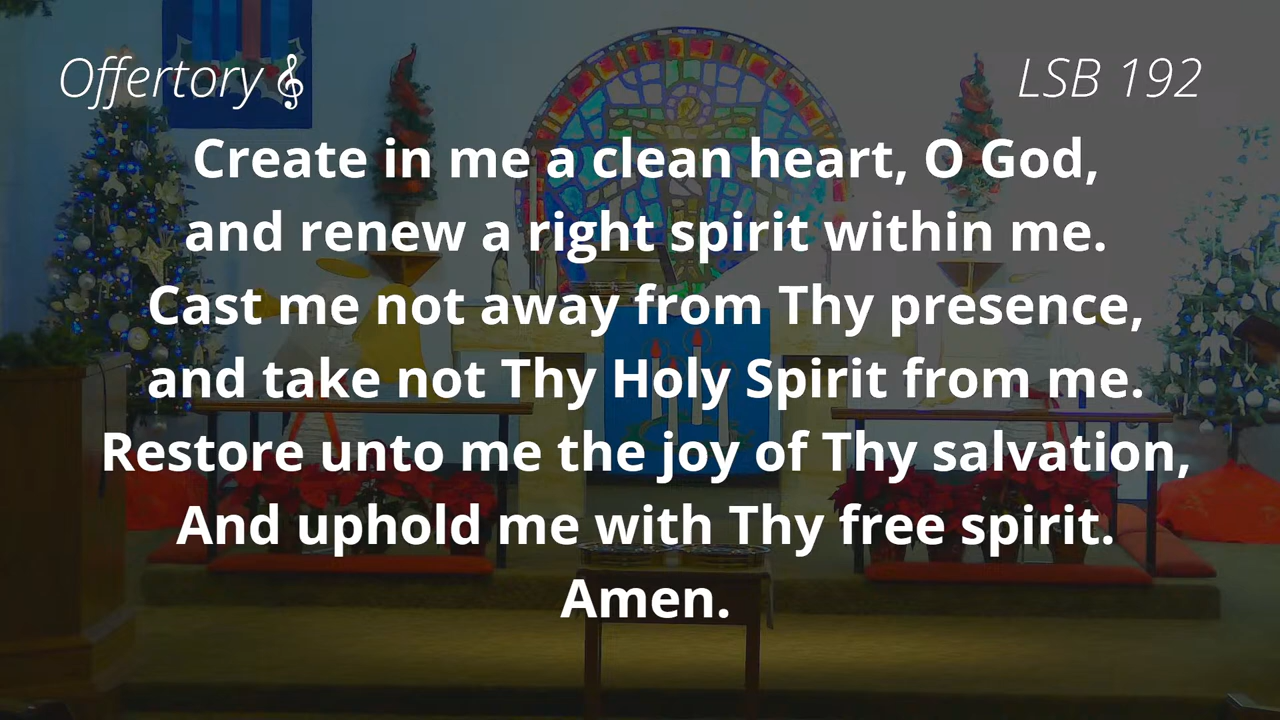 Offertory LSB 192
Create in me a clean heart, O God,
and renew a right spirit within me.
Cast me not away from Thy presence,
and take not Thy Holy Spirit from me.
Restore unto me the joy of Thy salvation,
And uphold me with Thy free spirit.
Amen.